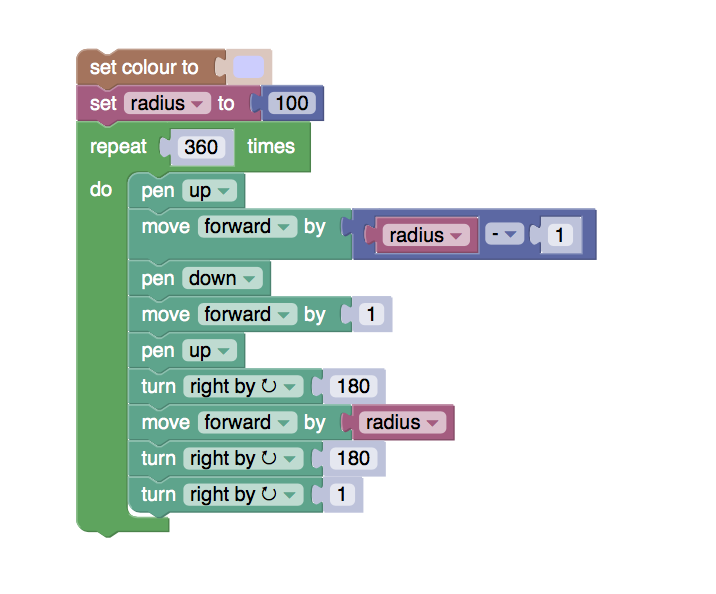 set colour to
set radius to 100
repeat 360 times
do pen up
move forward by radius - 1
pen down
move forward by 1
pen up
turn right by ↻ 180
move forward by radius
turn right by ↻ 180
turn right by ↻ 1